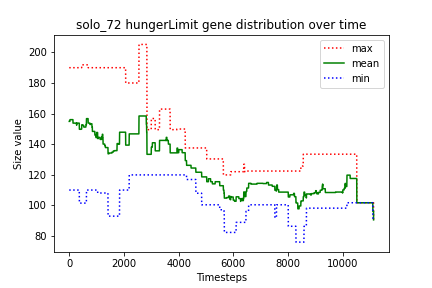 solo_72 hungerLimit gene distribution over time
max
mean
min
Size value
200
180
160
140
120
100
80
0
2000
4000
6000
8000
10000
Timesteps